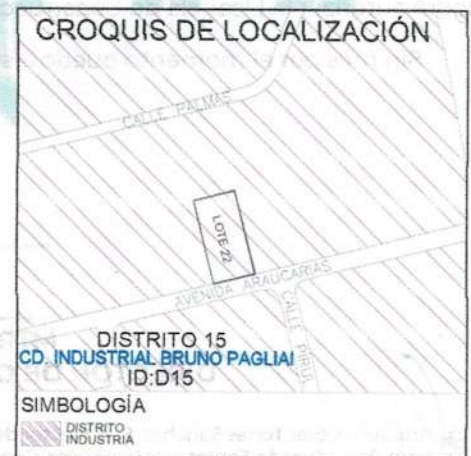 CROQUIS DE LOCALIZACIÓN
CALLE PALMAS
LOTE-22
AVENIDA ARAUCARIAS
CALLE PIRUL
DISTRITO 15
CD. INDUSTRIAL BRUNO PAGLIAI
ID:D15
SIMBOLOGÍA
DISTRITO
INDUSTRIA